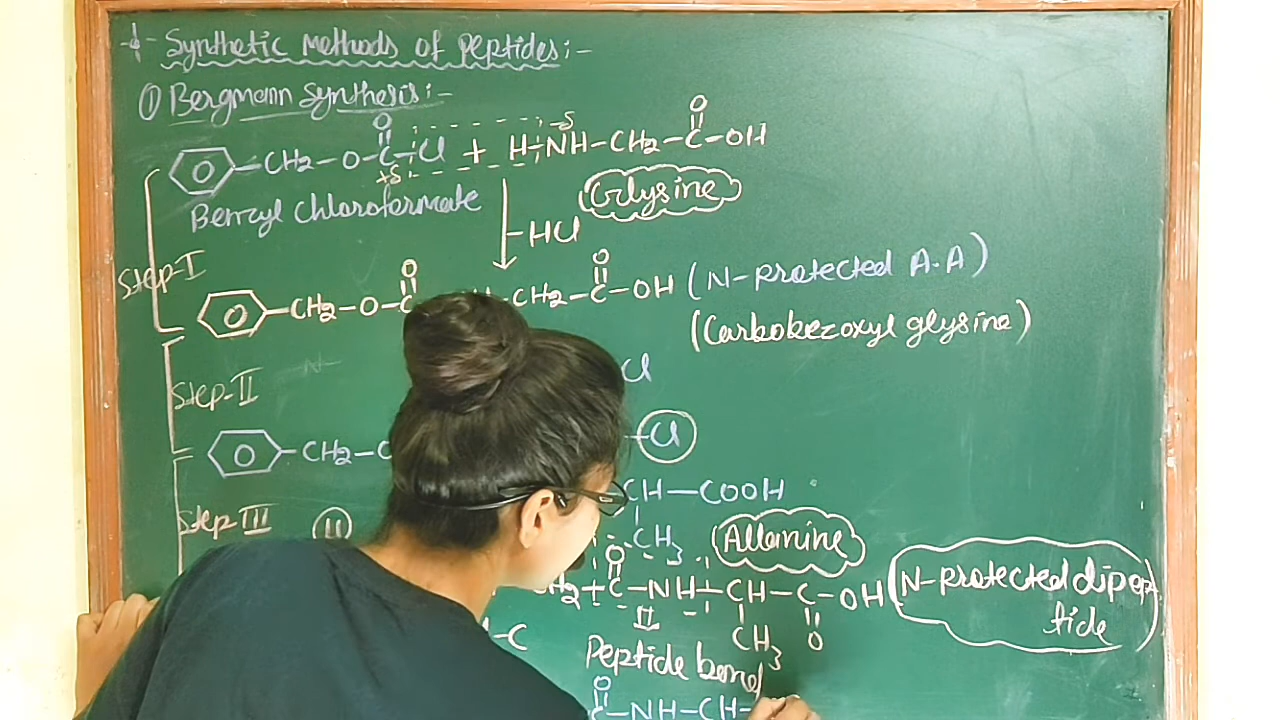 Synthetic Methods of Peptides:-
① Bergmann Synthesis:-
CH2-O-C(=O)-Cl + H-NH-CH2-C(=O)-OH
+δ -δ
Benzyl Chloroformate
Glysine
-HCl
Step-I
CH2-O-C(=O) CH2-C(=O)-OH (N-protected A.A)
(Carbobezoxyl glysine)
Step-II
Cl
CH2- -Cl
CH-COOH
CH3
Step III (II)
Allanine
C(=O)-NH-CH-C(=O)-OH (N-protected dipeptide)
CH3
II
Peptide bond
-C
C(=O)-NH-CH-